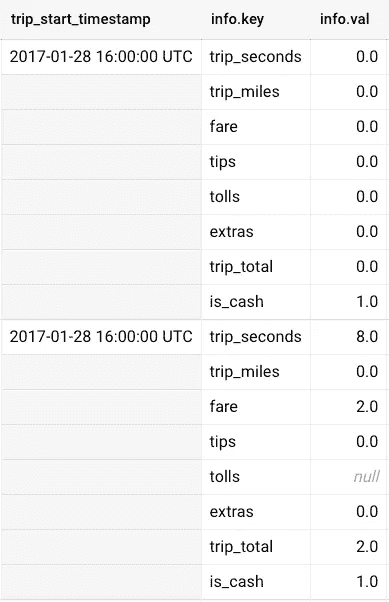 trip_start_timestamp info.key info.val
2017-01-28 16:00:00 UTC trip_seconds 0.0
trip_miles 0.0
fare 0.0
tips 0.0
tolls 0.0
extras 0.0
trip_total 0.0
is_cash 1.0
2017-01-28 16:00:00 UTC trip_seconds 8.0
trip_miles 0.0
fare 2.0
tips 0.0
tolls null
extras 0.0
trip_total 2.0
is_cash 1.0